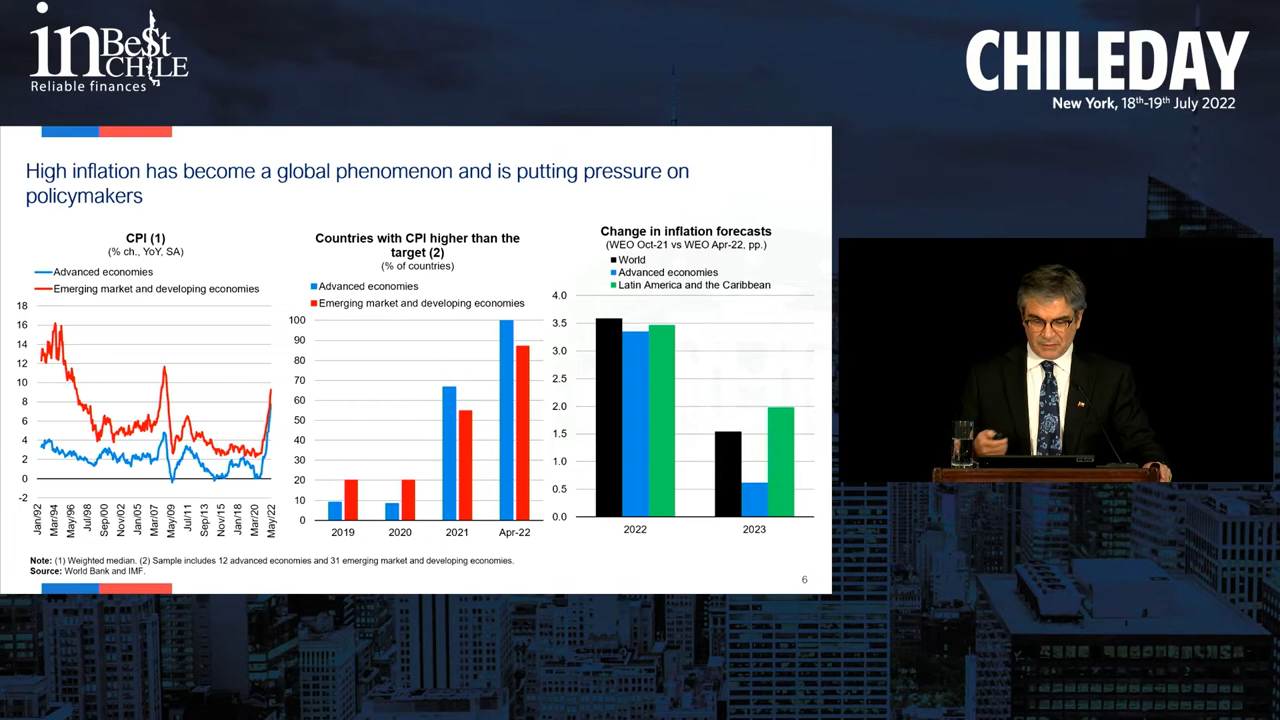 inBe$t
CHILE
Reliable finances
CHILEDAY
New York, 18th-19th July 2022
High inflation has become a global phenomenon and is putting pressure on
policymakers
CPI (1)
(% ch., YoY, SA)
Advanced economies
Emerging market and developing economies
18
16
14
12
10
8
6
4
2
0
-2
Jan/92
Mar/94
May/96
Jul/98
Sep/00
Nov/02
Jan/05
Mar/07
May/09
Jul/11
Sep/13
Nov/15
Jan/18
Mar/20
May/22
Countries with CPI higher than the
target (2)
(% of countries)
Advanced economies
Emerging market and developing economies
100
90
80
70
60
50
40
30
20
10
0
2019 2020 2021 Apr-22
Change in inflation forecasts
(WEO Oct-21 vs WEO Apr-22, pp.)
World
Advanced economies
Latin America and the Caribbean
4.0
3.5
3.0
2.5
2.0
1.5
1.0
0.5
0.0
2022 2023
Note: (1) Weighted median. (2) Sample includes 12 advanced economies and 31 emerging market and developing economies.
Source: World Bank and IMF.
6